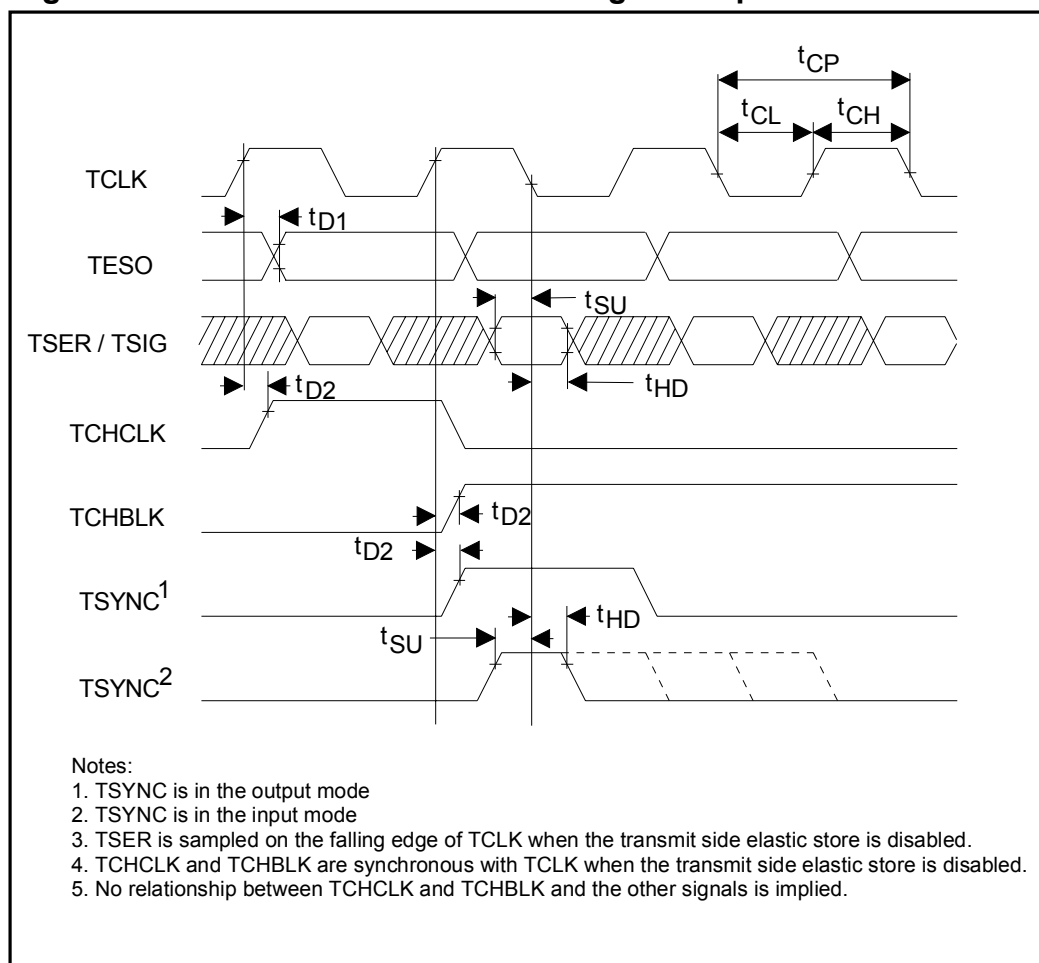 tCP
tCL tCH
TCLK
tD1
TESO
tSU
TSER / TSIG
tD2
tHD
TCHCLK
TCHBLK
tD2
tD2
TSYNC1
tHD
tSU
TSYNC2
Notes:
1. TSYNC is in the output mode
2. TSYNC is in the input mode
3. TSER is sampled on the falling edge of TCLK when the transmit side elastic store is disabled.
4. TCHCLK and TCHBLK are synchronous with TCLK when the transmit side elastic store is disabled.
5. No relationship between TCHCLK and TCHBLK and the other signals is implied.